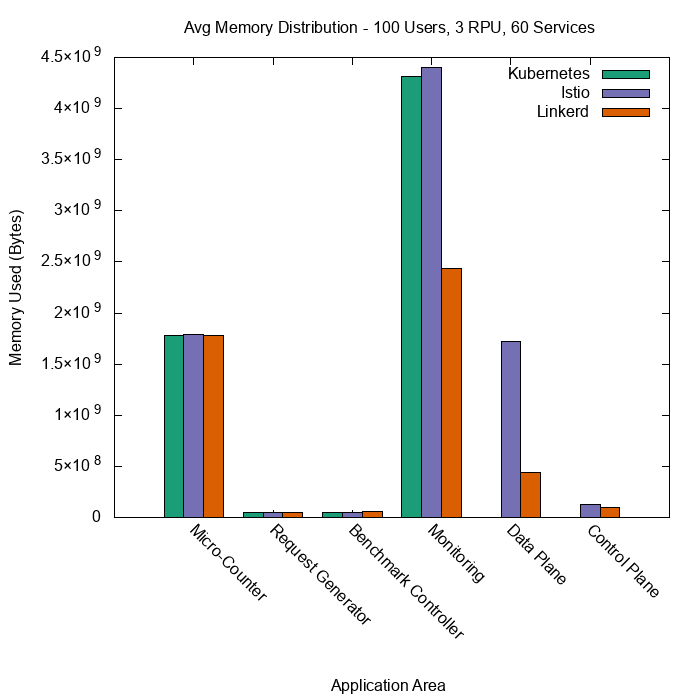 Avg Memory Distribution - 100 Users, 3 RPU, 60 Services
Kubernetes
Istio
Linkerd
4.5×10⁹
4×10⁹
3.5×10⁹
3×10⁹
2.5×10⁹
2×10⁹
1.5×10⁹
1×10⁹
5×10⁸
0
Memory Used (Bytes)
Micro-Counter
Request Generator
Benchmark Controller
Monitoring
Data Plane
Control Plane
Application Area